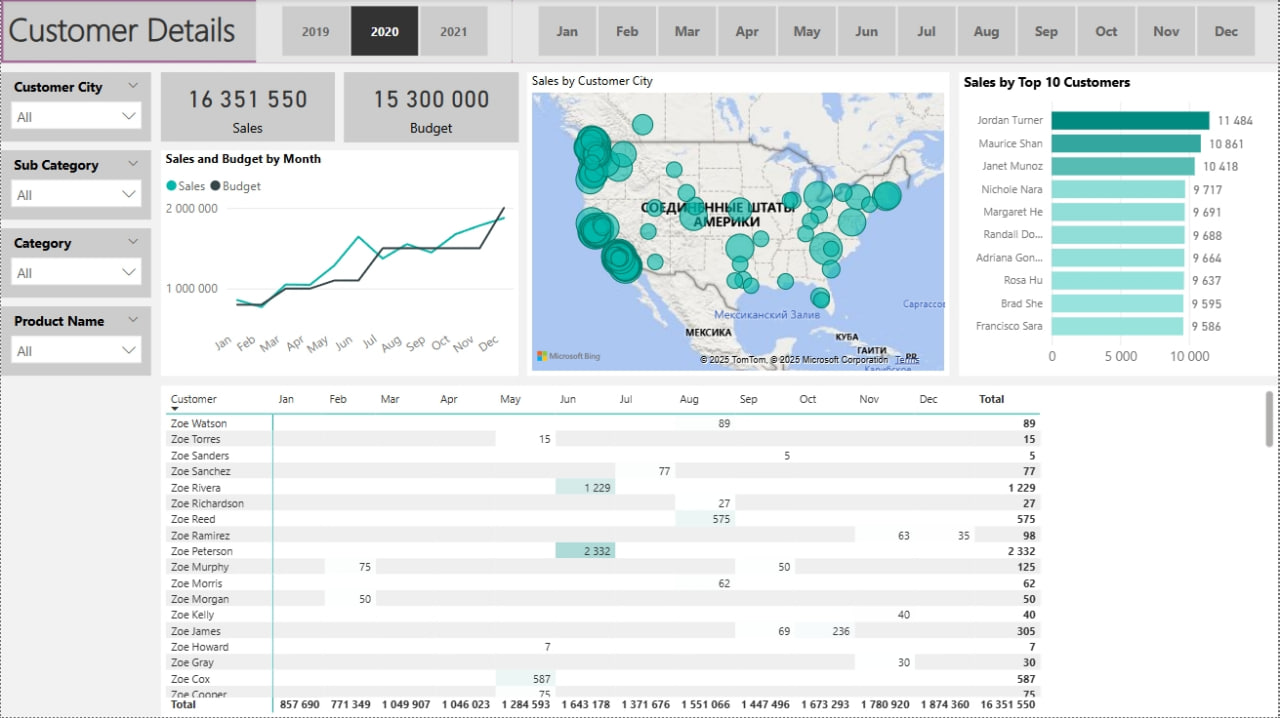 Customer Details
2019 2020 2021
Jan Feb Mar Apr May Jun Jul Aug Sep Oct Nov Dec
Customer City
All
Sub Category
All
Category
All
Product Name
All
16 351 550
Sales
15 300 000
Budget
Sales and Budget by Month
Sales Budget
2 000 000
1 000 000
Jan Feb Mar Apr May Jun Jul Aug Sep Oct Nov Dec
Sales by Customer City
СОЕДИНЕННЫЕ ШТАТЫ
АМЕРИКИ
Саргассов
Мексиканский Залив
МЕКСИКА
КУБА
ГАИТИ
PR
Microsoft Bing
© 2025 TomTom, © 2025 Microsoft Corporation Terms
Карибское
Sales by Top 10 Customers
Jordan Turner 11 484
Maurice Shan 10 861
Janet Munoz 10 418
Nichole Nara 9 717
Margaret He 9 691
Randall Do... 9 688
Adriana Gon... 9 664
Rosa Hu 9 637
Brad She 9 595
Francisco Sara 9 586
0 5 000 10 000
Customer Jan Feb Mar Apr May Jun Jul Aug Sep Oct Nov Dec Total
Zoe Watson 89 89
Zoe Torres 15 15
Zoe Sanders 5 5
Zoe Sanchez 77 77
Zoe Rivera 1 229 1 229
Zoe Richardson 27 27
Zoe Reed 575 575
Zoe Ramirez 63 35 98
Zoe Peterson 2 332 2 332
Zoe Murphy 75 50 125
Zoe Morris 62 62
Zoe Morgan 50 50
Zoe Kelly 40 40
Zoe James 69 236 305
Zoe Howard 7 7
Zoe Gray 30 30
Zoe Cox 587 587
Zoe Cooper 75 75
Total 857 690 771 349 1 049 907 1 046 023 1 284 593 1 643 178 1 371 676 1 551 066 1 447 496 1 673 293 1 780 920 1 874 360 16 351 550